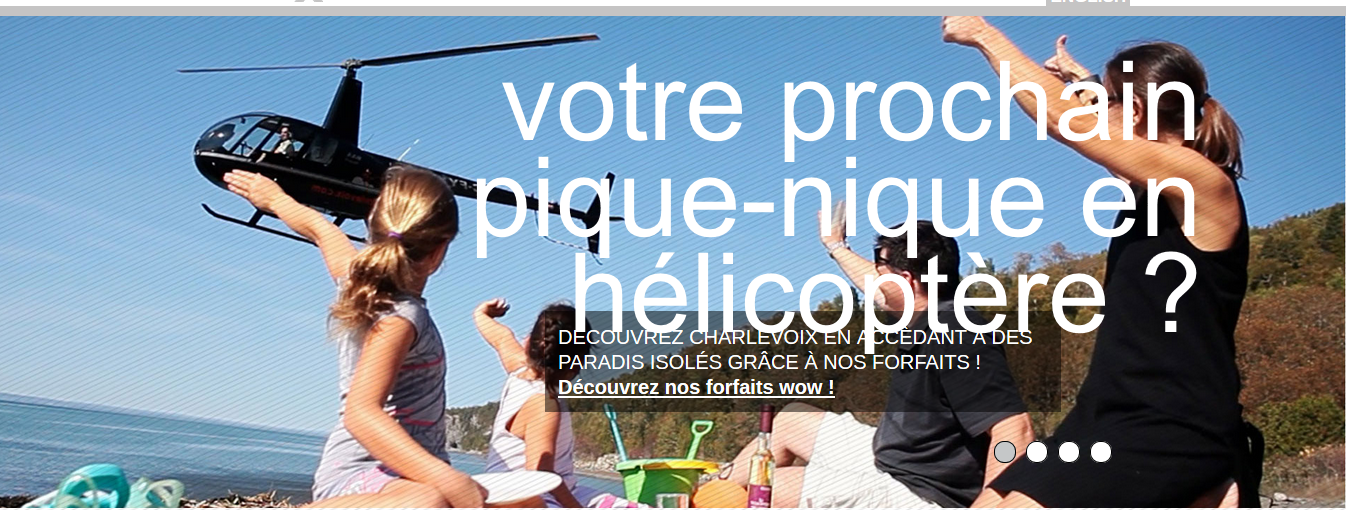 ENGLISH
votre prochain
pique-nique en
hélicoptère ?
DÉCOUVREZ CHARLEVOIX EN ACCÉDANT À DES
PARADIS ISOLÉS GRÂCE À NOS FORFAITS !
Découvrez nos forfaits wow !